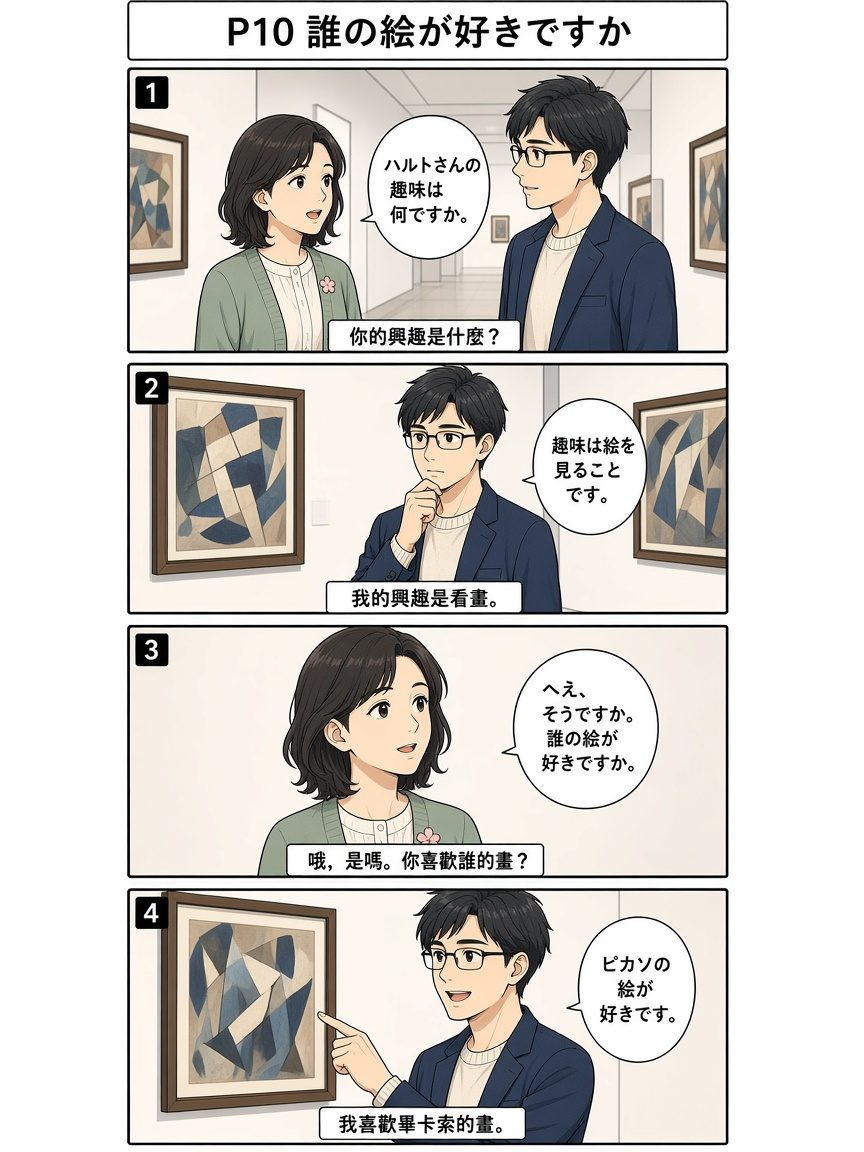 P10 誰の絵が好きですか
1
ハルトさんの
趣味は
何ですか。
你的興趣是什麼？
2
趣味は絵を
見ること
です。
我的興趣是看畫。
3
へえ、
そうですか。
誰の絵が
好きですか。
哦，是嗎。你喜歡誰的畫？
4
ピカソの
絵が
好きです。
我喜歡畢卡索的畫。